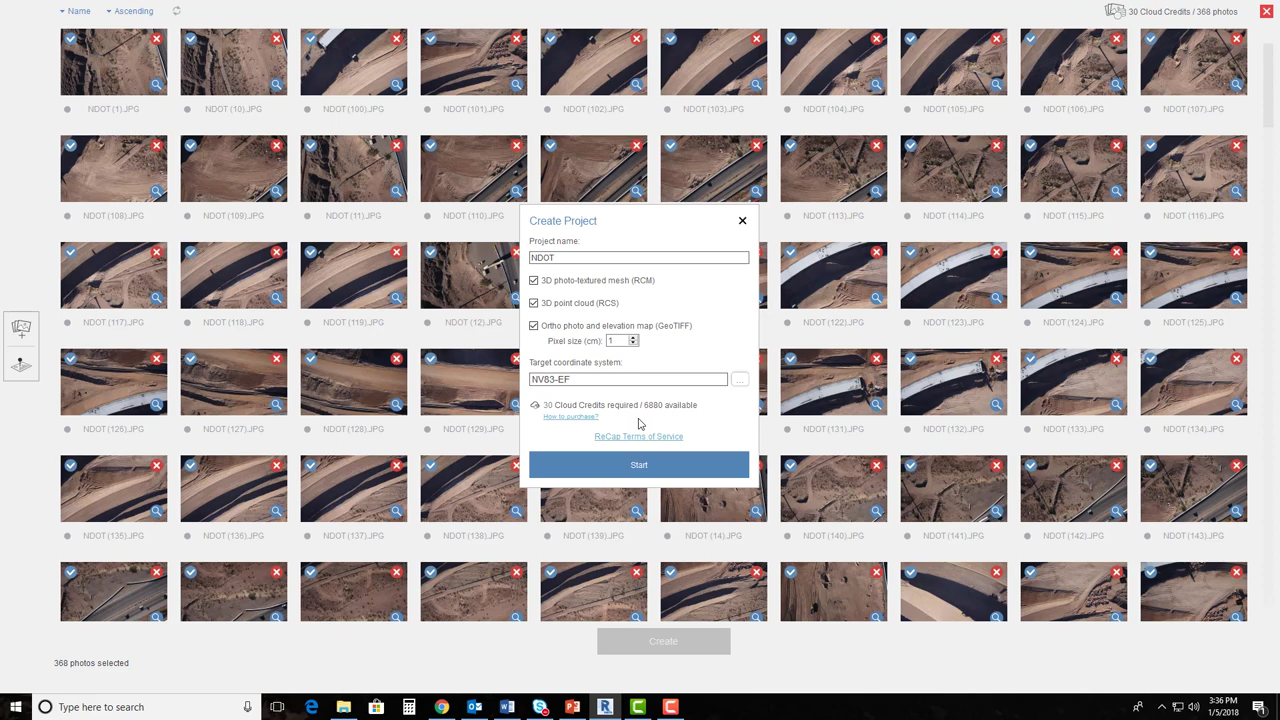 Name
Ascending
30 Cloud Credits / 368 photos
NDOT (1).JPG
NDOT (10).JPG
NDOT (100).JPG
NDOT (101).JPG
NDOT (102).JPG
NDOT (103).JPG
NDOT (104).JPG
NDOT (105).JPG
NDOT (106).JPG
NDOT (107).JPG
NDOT (108).JPG
NDOT (109).JPG
NDOT (11).JPG
NDOT (110).JPG
NDOT (113).JPG
NDOT (114).JPG
NDOT (115).JPG
NDOT (116).JPG
NDOT (117).JPG
NDOT (118).JPG
NDOT (119).JPG
NDOT (12).JPG
NDOT (122).JPG
NDOT (123).JPG
NDOT (124).JPG
NDOT (125).JPG
NDOT (126).JPG
NDOT (127).JPG
NDOT (128).JPG
NDOT (129).JPG
NDOT (131).JPG
NDOT (132).JPG
NDOT (133).JPG
NDOT (134).JPG
NDOT (135).JPG
NDOT (136).JPG
NDOT (137).JPG
NDOT (138).JPG
NDOT (139).JPG
NDOT (14).JPG
NDOT (140).JPG
NDOT (141).JPG
NDOT (142).JPG
NDOT (143).JPG
Create Project
Project name:
NDOT
3D photo-textured mesh (RCM)
3D point cloud (RCS)
Ortho photo and elevation map (GeoTIFF)
Pixel size (cm): 1
Target coordinate system:
NV83-EF
...
30 Cloud Credits required / 6880 available
How to purchase?
ReCap Terms of Service
Start
Create
368 photos selected
Type here to search
3:36 PM
1/5/2018